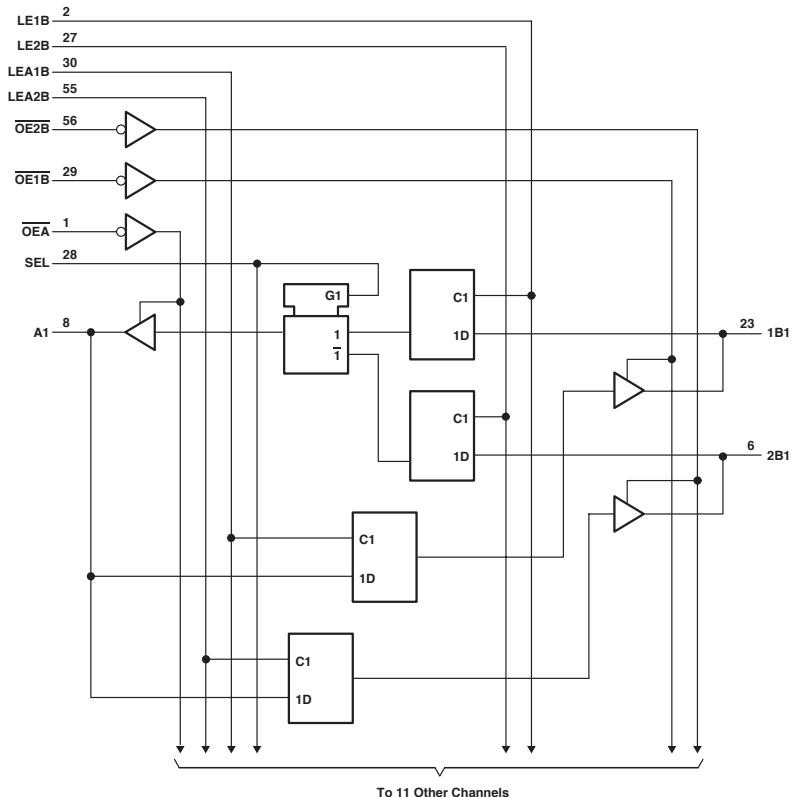 LE1B 2
LE2B 27
LEA1B 30
LEA2B 55
OE2B 56
OE1B 29
OEA 1
SEL 28
G1
C1
A1 8
1
1D
23 1B1
1
C1
1D
6 2B1
C1
1D
C1
1D
To 11 Other Channels